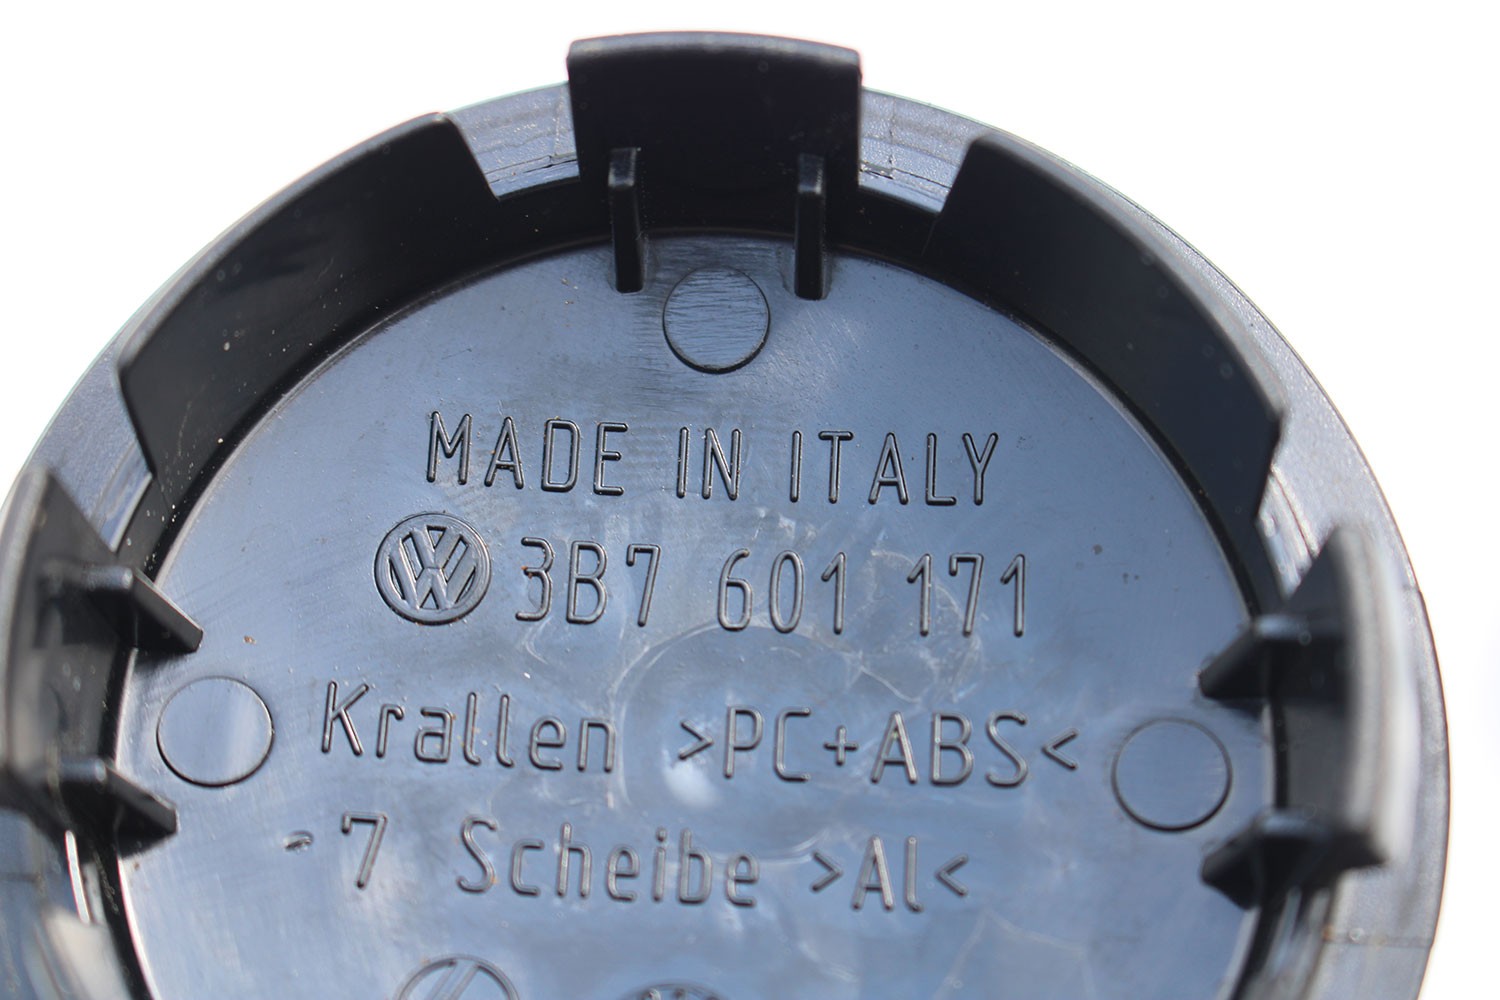 MADE IN ITALY
3B7 601 171
Krallen >PC+ABS<
-7 Scheibe >Al<